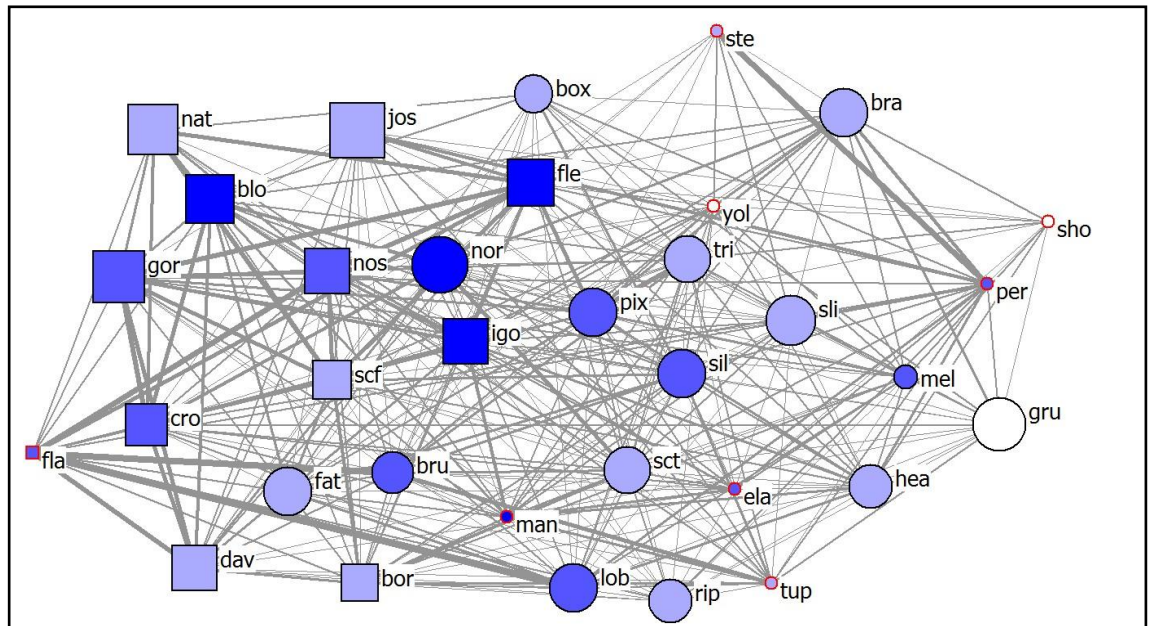 ste
box
bra
nat
jos
fle
blo
yol
sho
nor
tri
gor
nos
per
pix
sli
igo
sil
scf
mel
cro
gru
fla
bru
sct
hea
fat
ela
man
dav
bor
lob
rip
tup